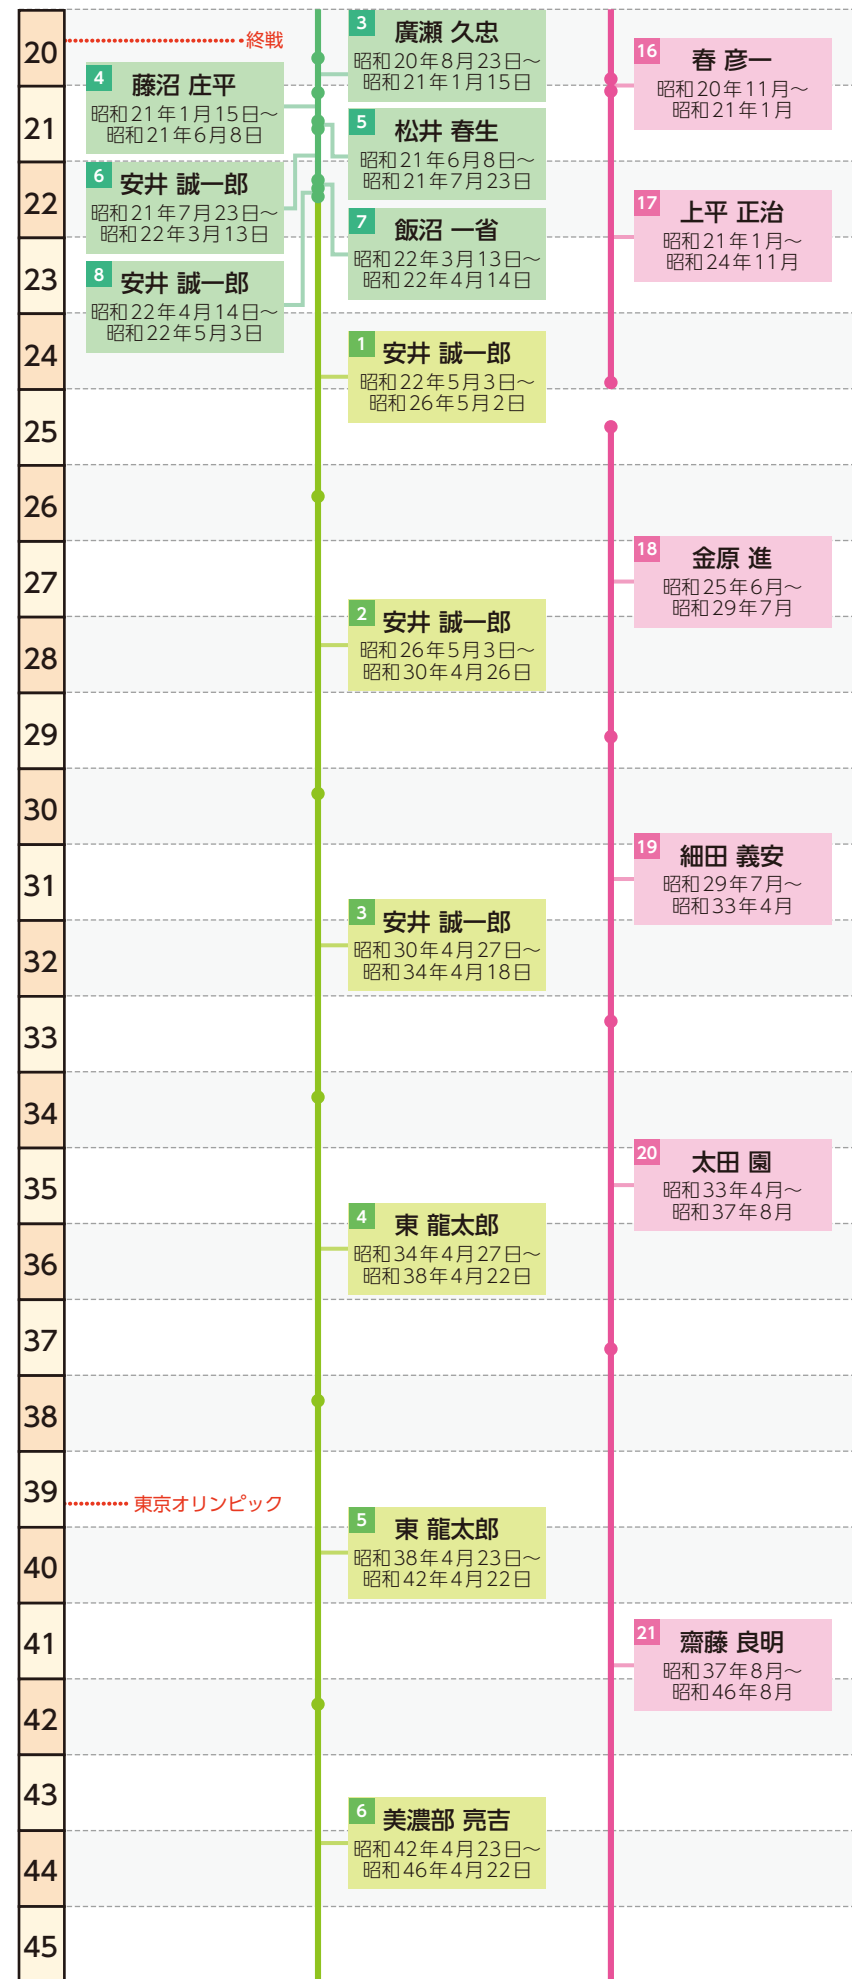 20
21
22
23
24
25
26
27
28
29
30
31
32
33
34
35
36
37
38
39
40
41
42
43
44
45
終戦
東京オリンピック
3
廣瀬 久忠
昭和20年8月23日〜
昭和21年1月15日
4
藤沼 庄平
昭和21年1月15日〜
昭和21年6月8日
5
松井 春生
昭和21年6月8日〜
昭和21年7月23日
6
安井 誠一郎
昭和21年7月23日〜
昭和22年3月13日
7
飯沼 一省
昭和22年3月13日〜
昭和22年4月14日
8
安井 誠一郎
昭和22年4月14日〜
昭和22年5月3日
1
安井 誠一郎
昭和22年5月3日〜
昭和26年5月2日
2
安井 誠一郎
昭和26年5月3日〜
昭和30年4月26日
3
安井 誠一郎
昭和30年4月27日〜
昭和34年4月18日
4
東 龍太郎
昭和34年4月27日〜
昭和38年4月22日
5
東 龍太郎
昭和38年4月23日〜
昭和42年4月22日
6
美濃部 亮吉
昭和42年4月23日〜
昭和46年4月22日
16
春 彦一
昭和20年11月〜
昭和21年1月
17
上平 正治
昭和21年1月〜
昭和24年11月
18
金原 進
昭和25年6月〜
昭和29年7月
19
細田 義安
昭和29年7月〜
昭和33年4月
20
太田 園
昭和33年4月〜
昭和37年8月
21
齋藤 良明
昭和37年8月〜
昭和46年8月